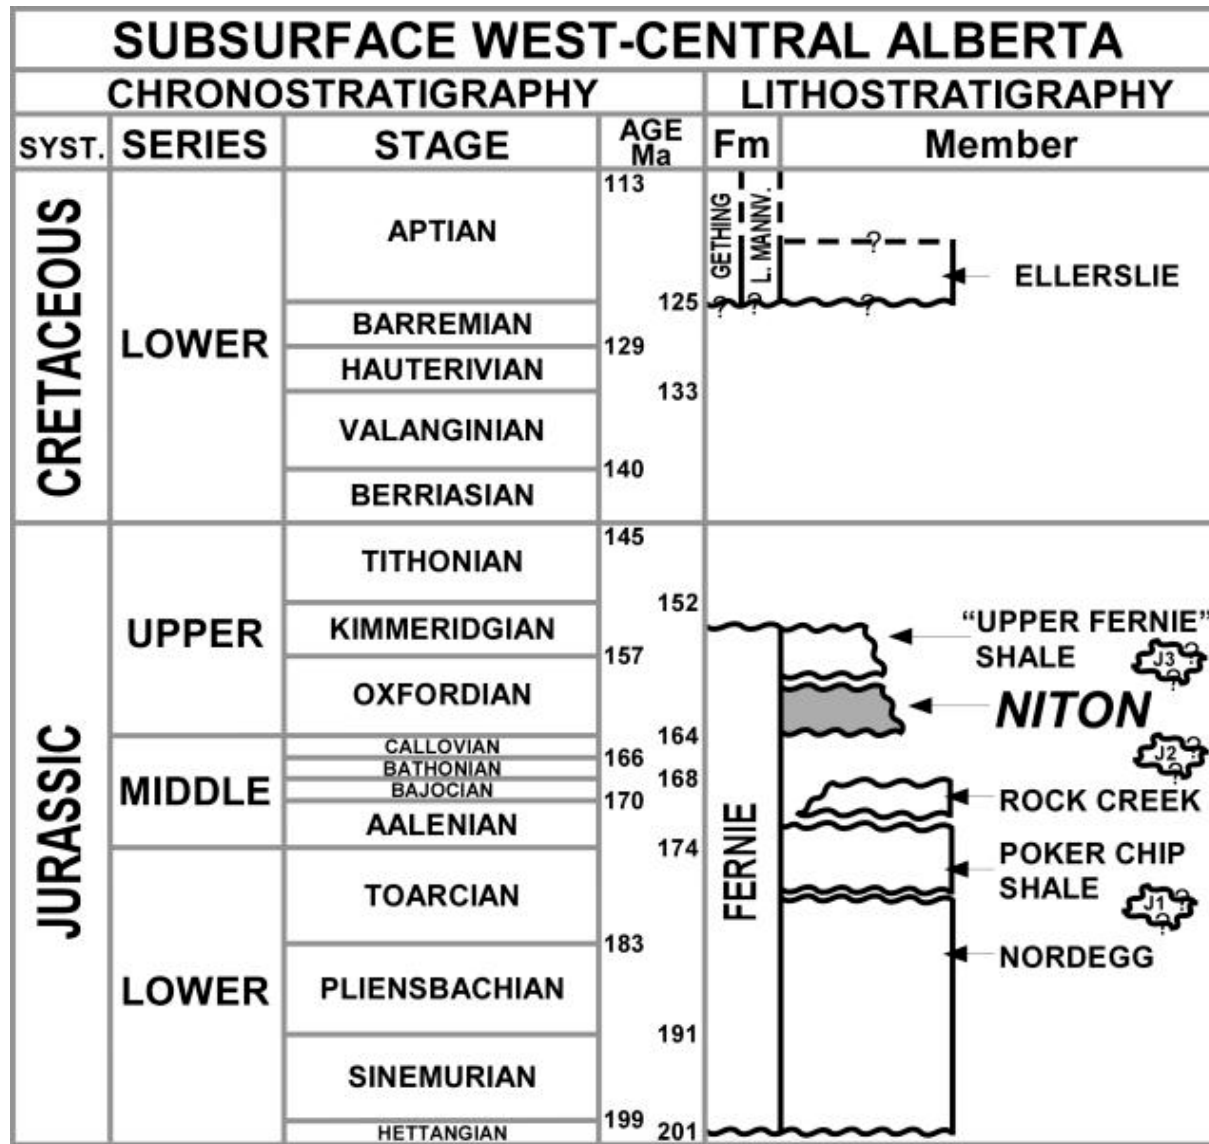 SUBSURFACE WEST-CENTRAL ALBERTA
CHRONOSTRATIGRAPHY
LITHOSTRATIGRAPHY
SYST.
SERIES
STAGE
AGE
Ma
Fm
Member
CRETACEOUS
LOWER
APTIAN
BARREMIAN
HAUTERIVIAN
VALANGINIAN
BERRIASIAN
113
125
129
133
140
GETHING
L. MANNV.
?
?
?
?
ELLERSLIE
JURASSIC
UPPER
TITHONIAN
KIMMERIDGIAN
OXFORDIAN
MIDDLE
CALLOVIAN
BATHONIAN
BAJOCIAN
AALENIAN
LOWER
TOARCIAN
PLIENSBACHIAN
SINEMURIAN
HETTANGIAN
145
152
157
164
166
168
170
174
183
191
199
201
FERNIE
“UPPER FERNIE”
SHALE
J3
?
?
NITON
J2
?
?
ROCK CREEK
POKER CHIP
SHALE
J1
?
?
NORDEGG